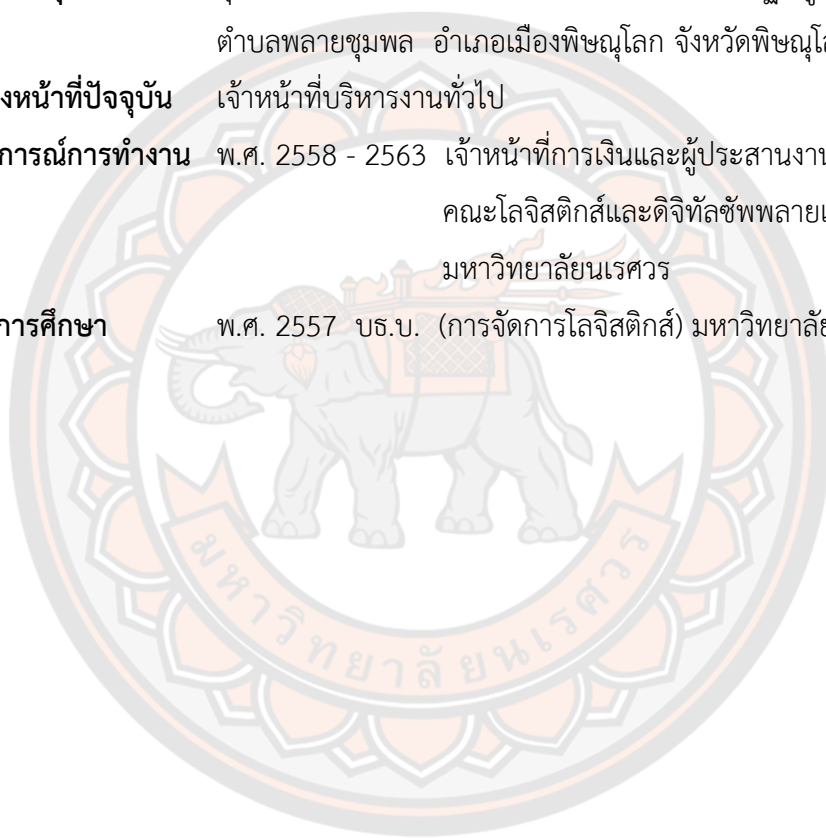 ตำบลพลายชุมพล อำเภอเมืองพิษณุโลก จังหวัดพิษณุโล
งหน้าที่ปัจจุบัน เจ้าหน้าที่บริหารงานทั่วไป
การณ์การทำงาน พ.ศ. 2558 - 2563 เจ้าหน้าที่การเงินและผู้ประสานงาน
คณะโลจิสติกส์และดิจิทัลซัพพลายเ
มหาวิทยาลัยนเรศวร
การศึกษา พ.ศ. 2557 บธ.บ. (การจัดการโลจิสติกส์) มหาวิทยาลัย
มหาวิทยาลัยนเรศวร